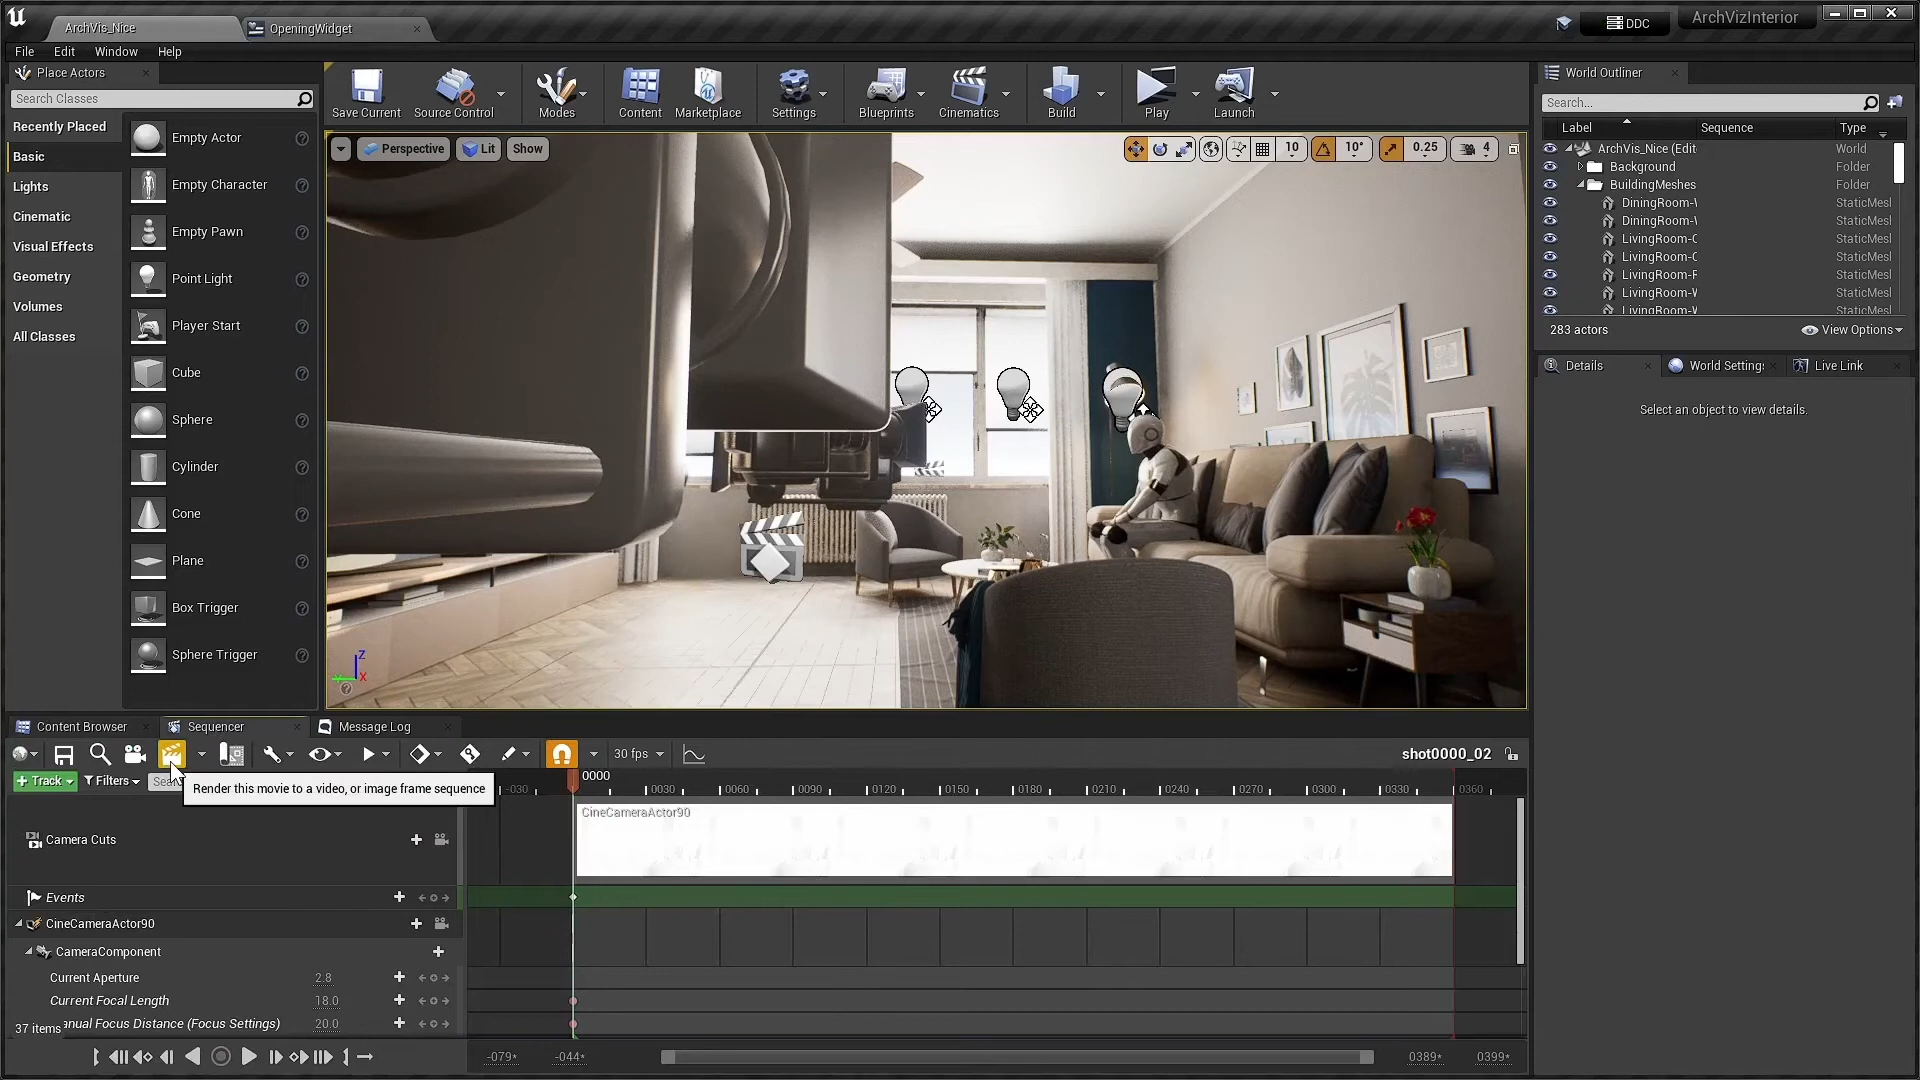 ArchVis_Nice
OpeningWidget
DDC
ArchVizInterior
File Edit Window Help
Place Actors
Search Classes
Recently Placed
Basic
Lights
Cinematic
Visual Effects
Geometry
Volumes
All Classes
Empty Actor
Empty Character
Empty Pawn
Point Light
Player Start
Cube
Sphere
Cylinder
Cone
Plane
Box Trigger
Sphere Trigger
Save Current
Source Control
Modes
Content
Marketplace
Settings
Blueprints
Cinematics
Build
Play
Launch
Perspective
Lit
Show
10
10°
0.25
4
Z
X
World Outliner
Search...
Label Sequence Type
ArchVis_Nice (Edit World
Background Folder
BuildingMeshes Folder
DiningRoom-\ StaticMesl
DiningRoom-\ StaticMesl
LivingRoom-C StaticMesl
LivingRoom-C StaticMesl
LivingRoom-F StaticMesl
LivingRoom-V StaticMesl
LivingRoom-V StaticMesl
283 actors
View Options
Details
World Setting:
Live Link
Select an object to view details.
Content Browser
Sequencer
Message Log
30 fps
shot0000_02
Track
Filters
Sear
Render this movie to a video, or image frame sequence
0000
-030 0030 0060 0090 0120 0150 0180 0210 0240 0270 0300 0330 0360
CineCameraActor90
Camera Cuts
Events
CineCameraActor90
CameraComponent
Current Aperture 2.8
Current Focal Length 18.0
anual Focus Distance (Focus Settings) 20.0
37 items
-079* -044* 0389* 0399*